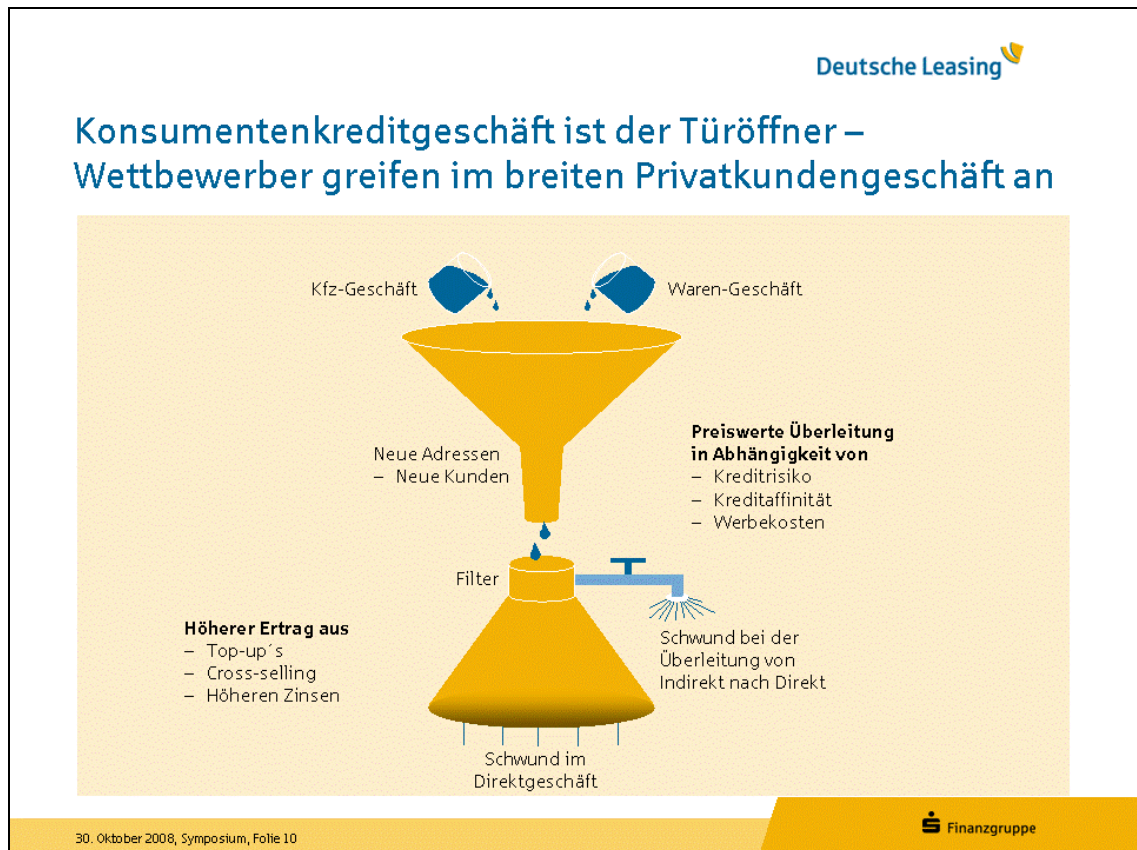 Deutsche Leasing
Konsumentenkreditgeschäft ist der Türöffner –
Wettbewerber greifen im breiten Privatkundengeschäft an
Kfz-Geschäft
Waren-Geschäft
Neue Adressen
– Neue Kunden
Preiswerte Überleitung
in Abhängigkeit von
– Kreditrisiko
– Kreditaffinität
– Werbekosten
Filter
Höherer Ertrag aus
– Top-up´s
– Cross-selling
– Höheren Zinsen
Schwund bei der
Überleitung von
Indirekt nach Direkt
Schwund im
Direktgeschäft
30. Oktober 2008, Symposium, Folie 10
Finanzgruppe